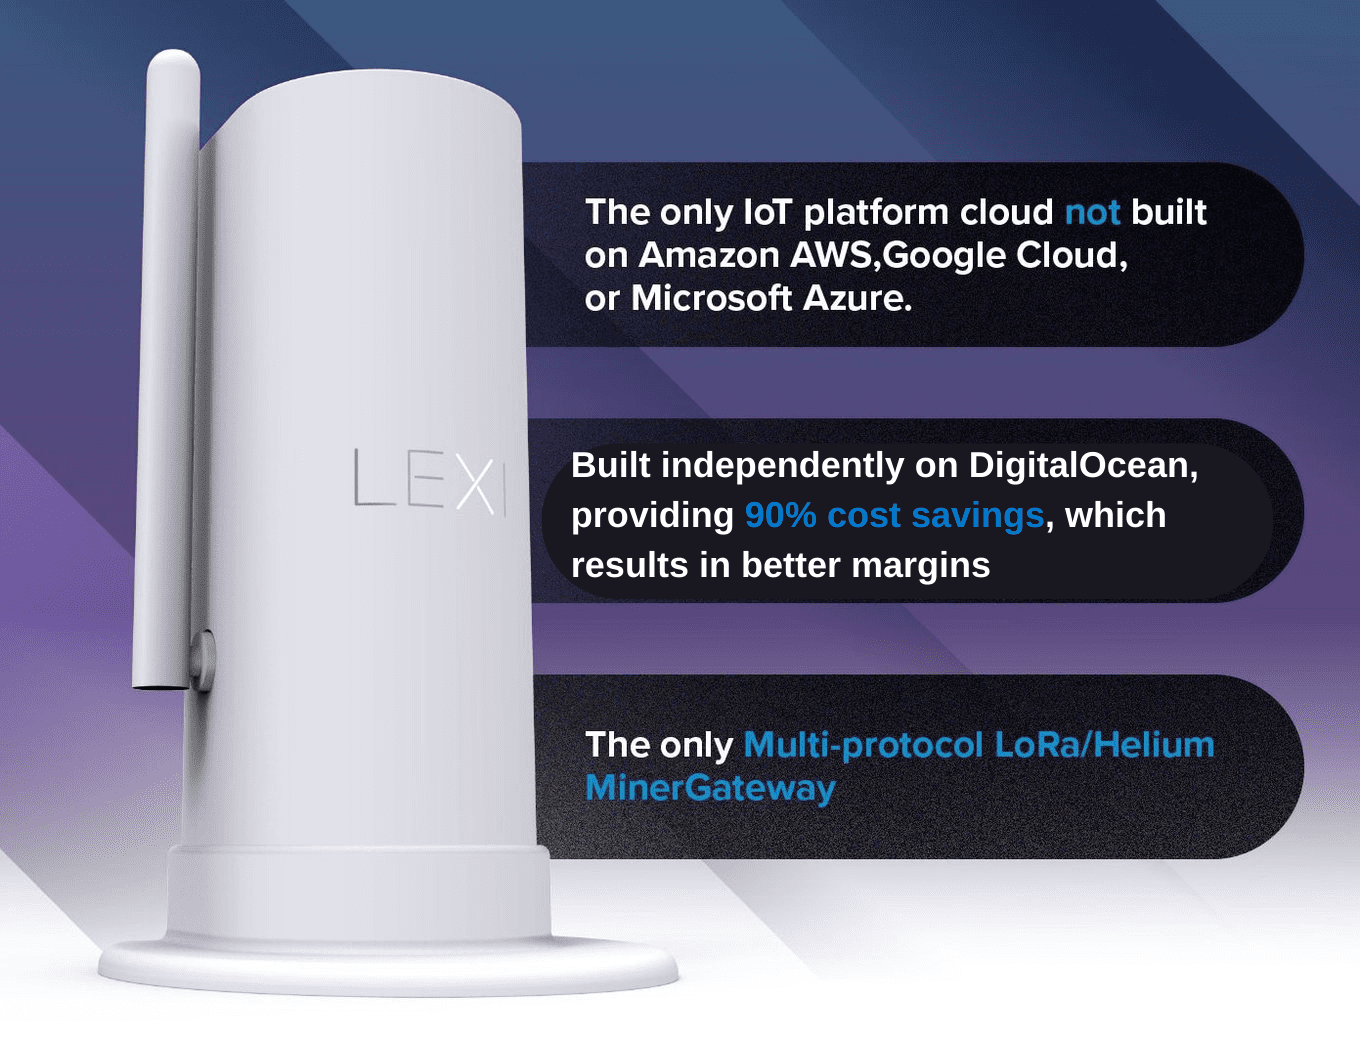 LEXI
The only IoT platform cloud not built
on Amazon AWS,Google Cloud,
or Microsoft Azure.
Built independently on DigitalOcean,
providing 90% cost savings, which
results in better margins
The only Multi-protocol LoRa/Helium
MinerGateway